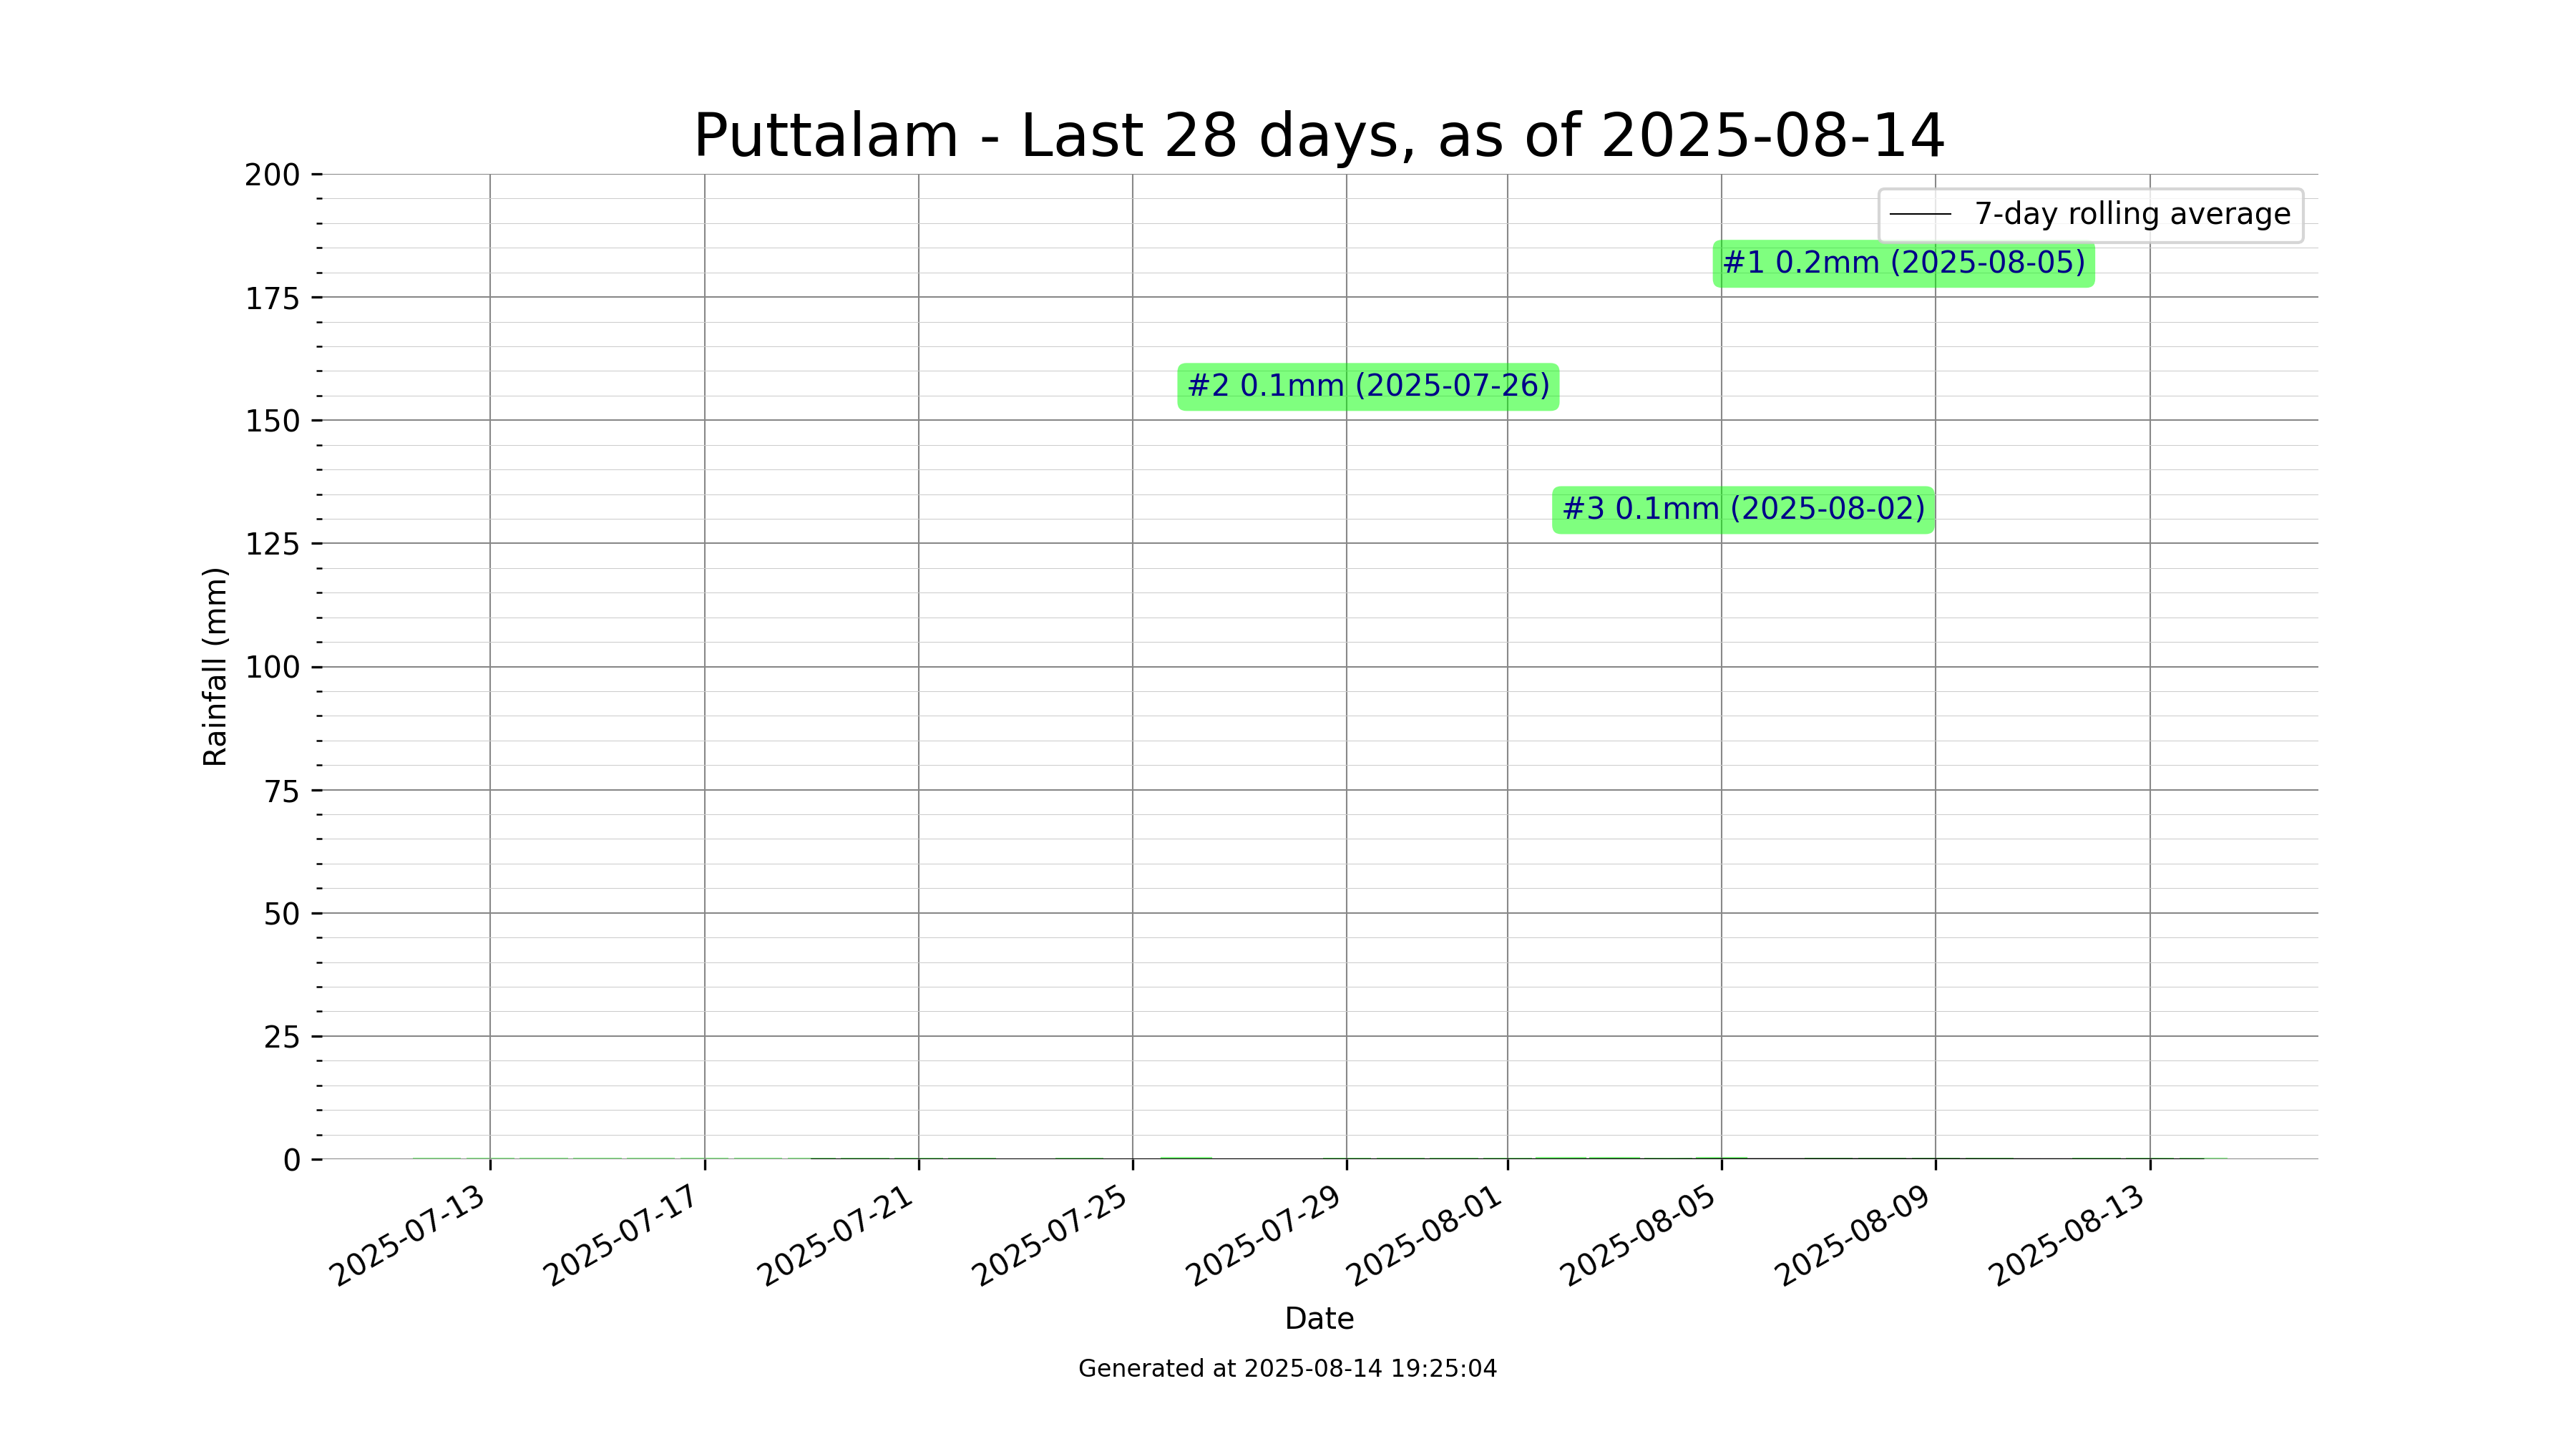 Puttalam - Last 28 days, as of 2025-08-14
200
175
150
125
100
75
50
25
0
Rainfall (mm)
7-day rolling average
#1 0.2mm (2025-08-05)
#2 0.1mm (2025-07-26)
#3 0.1mm (2025-08-02)
2025-07-13
2025-07-17
2025-07-21
2025-07-25
2025-07-29
2025-08-01
2025-08-05
2025-08-09
2025-08-13
Date
Generated at 2025-08-14 19:25:04